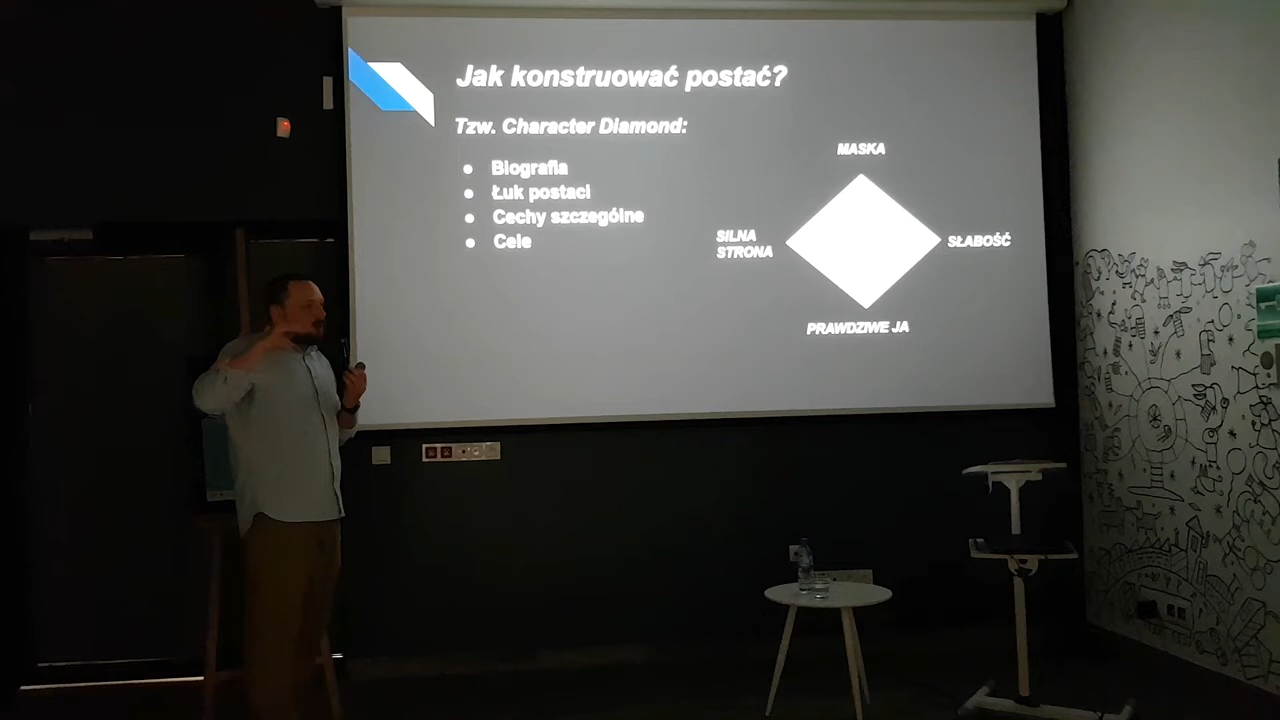 Jak konstruować postać?
Tzw. Character Diamond:
● Biografia
● Łuk postaci
● Cechy szczególne
● Cele
MASKA
SILNA
STRONA
SŁABOŚĆ
PRAWDZIWE JA